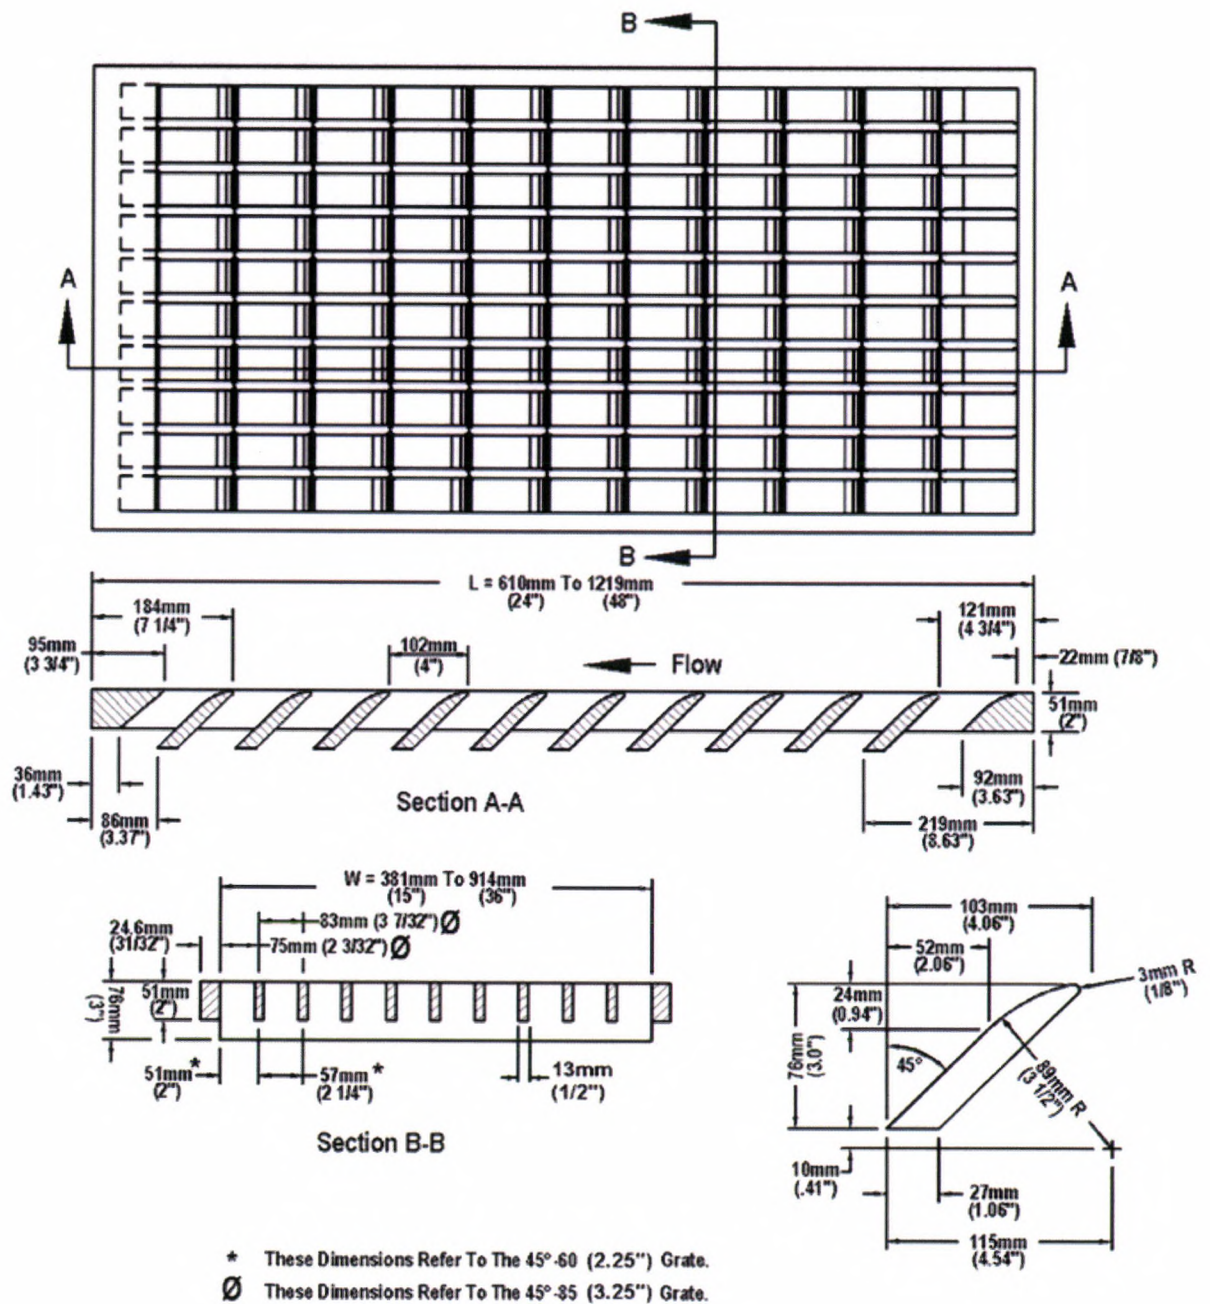 B
A
A
B
L = 610mm To 1219mm
(24") (48")
184mm
(7 1/4")
121mm
(4 3/4")
95mm
(3 3/4")
102mm
(4")
Flow
22mm (7/8")
51mm
(2")
36mm
(1.43")
92mm
(3.63")
Section A-A
86mm
(3.37")
219mm
(8.63")
W = 381mm To 914mm
(15") (36")
83mm (3 7/32") Ø
24.6mm
(31/32")
75mm (2 3/32") Ø
76mm
(3")
51mm
(2")
51mm *
(2")
57mm *
(2 1/4")
13mm
(1/2")
Section B-B
103mm
(4.06")
52mm
(2.06")
3mm R
(1/8")
24mm
(0.94")
76mm
(3.0")
45°
89mm R
(3 1/2")
10mm
(.41")
27mm
(1.06")
115mm
(4.54")
* These Dimensions Refer To The 45°-60 (2.25") Grate.
Ø These Dimensions Refer To The 45°-85 (3.25") Grate.